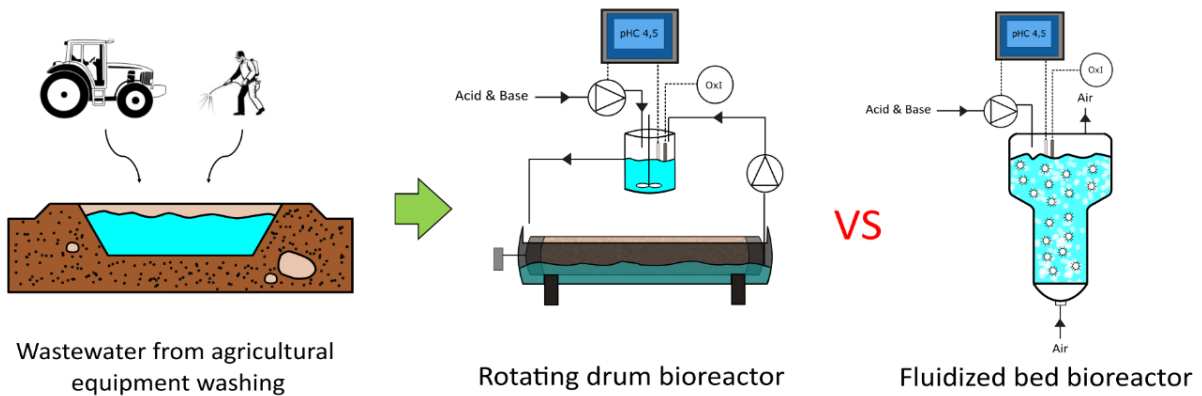 pHC 4,5
OxI
Acid & Base
pHC 4,5
OxI
Air
Acid & Base
VS
Air
Wastewater from agricultural
equipment washing
Rotating drum bioreactor
Fluidized bed bioreactor